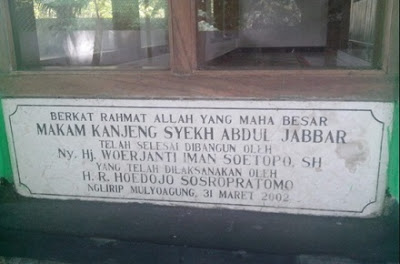 BERKAT RAHMAT ALLAH YANG MAHA BESAR
MAKAM KANJENG SYEKH ABDUL JABBAR
TELAH SELESAI DIBANGUN OLEH
Ny. Hj. WOERJANTI IMAN SOETOPO, SH
YANG TELAH DILAKSANAKAN OLEH
H. R. HOEDOJO SOSROPRATOMO
NGLIRIP MULYOAGUNG, 31 MARET 2002